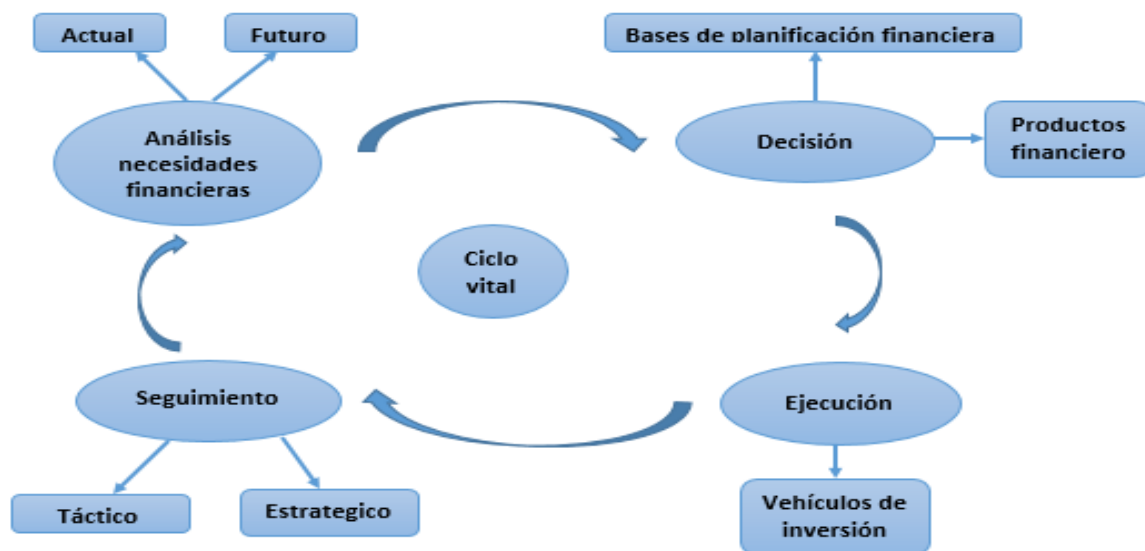 Actual
Futuro
Bases de planificación financiera
Análisis
necesidades
financieras
Decisión
Productos
financiero
Ciclo
vital
Seguimiento
Ejecución
Táctico
Estrategico
Vehículos de
inversión